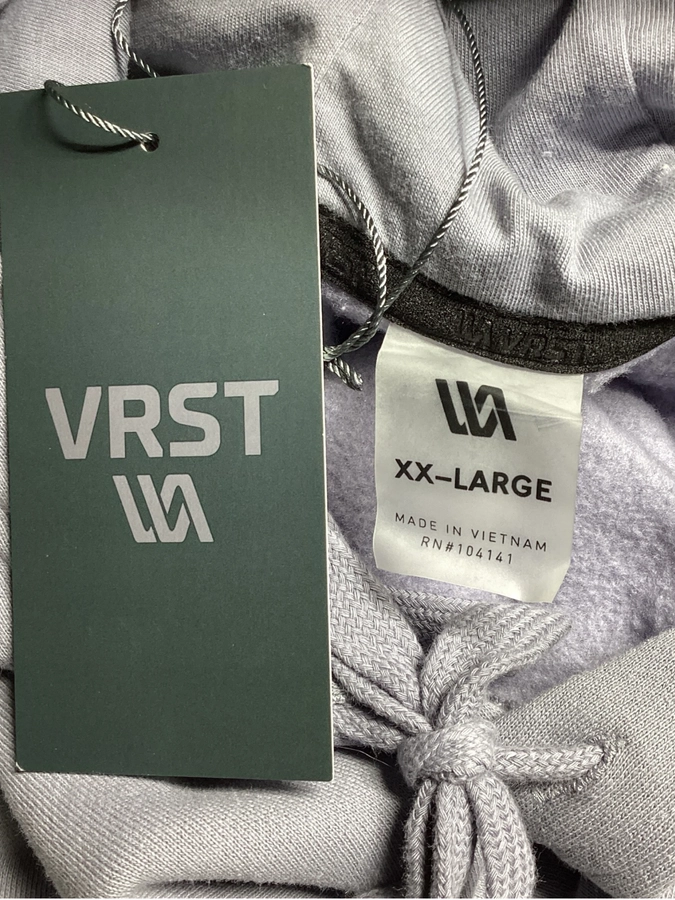 VRST
XX-LARGE
MADE IN VIETNAM
RN#104141
VRST